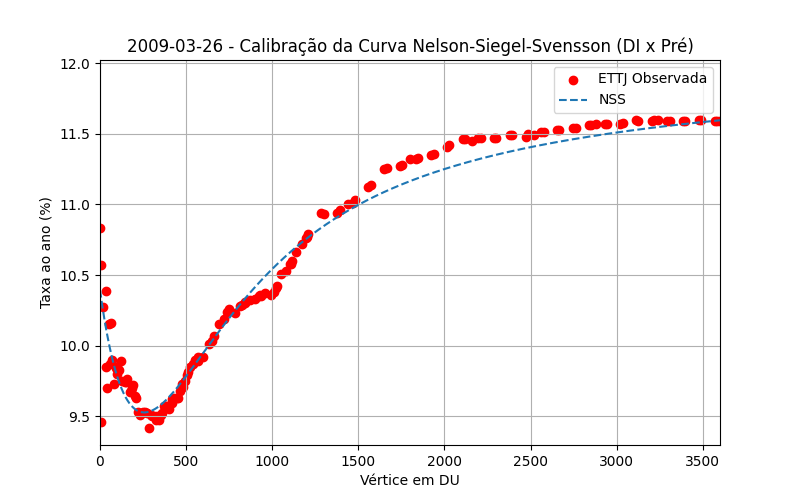 2009-03-26 - Calibração da Curva Nelson-Siegel-Svensson (DI x Pré)
12.0
11.5
11.0
10.5
10.0
9.5
Taxa ao ano (%)
ETTJ Observada
NSS
0
500
1000
1500
2000
2500
3000
3500
Vértice em DU